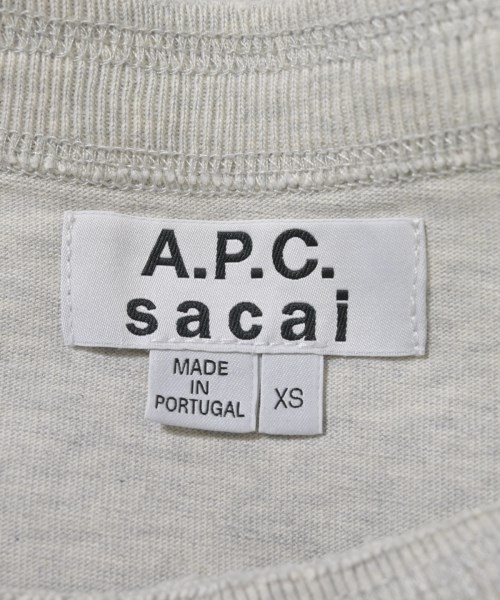 A.P.C.
sacai
MADE
IN
PORTUGAL
XS